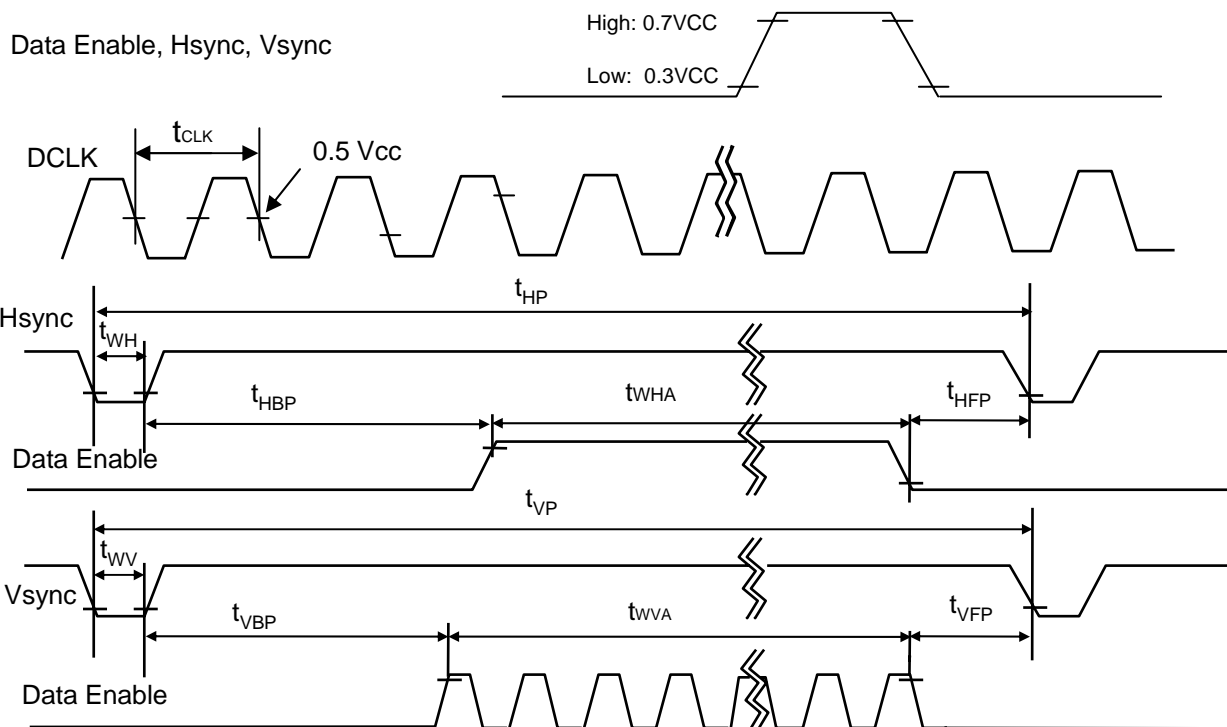 High: 0.7VCC
Data Enable, Hsync, Vsync
Low: 0.3VCC
tCLK
DCLK
0.5 Vcc
tHP
Hsync
tWH
tHBP
tWHA
tHFP
Data Enable
tVP
tWV
Vsync
tVBP
tWVA
tVFP
Data Enable